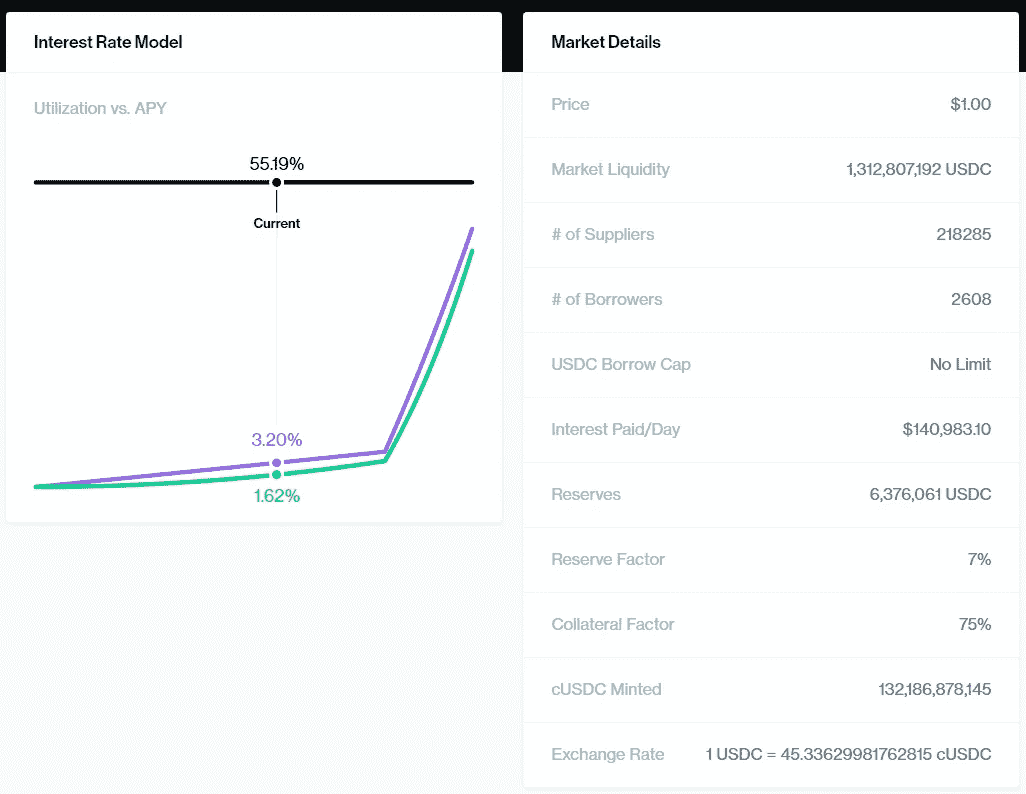 Interest Rate Model
Utilization vs. APY
55.19%
Current
3.20%
1.62%
Market Details
Price $1.00
Market Liquidity 1,312,807,192 USDC
# of Suppliers 218285
# of Borrowers 2608
USDC Borrow Cap No Limit
Interest Paid/Day $140,983.10
Reserves 6,376,061 USDC
Reserve Factor 7%
Collateral Factor 75%
cUSDC Minted 132,186,878,145
Exchange Rate 1 USDC = 45.33629981762815 cUSDC